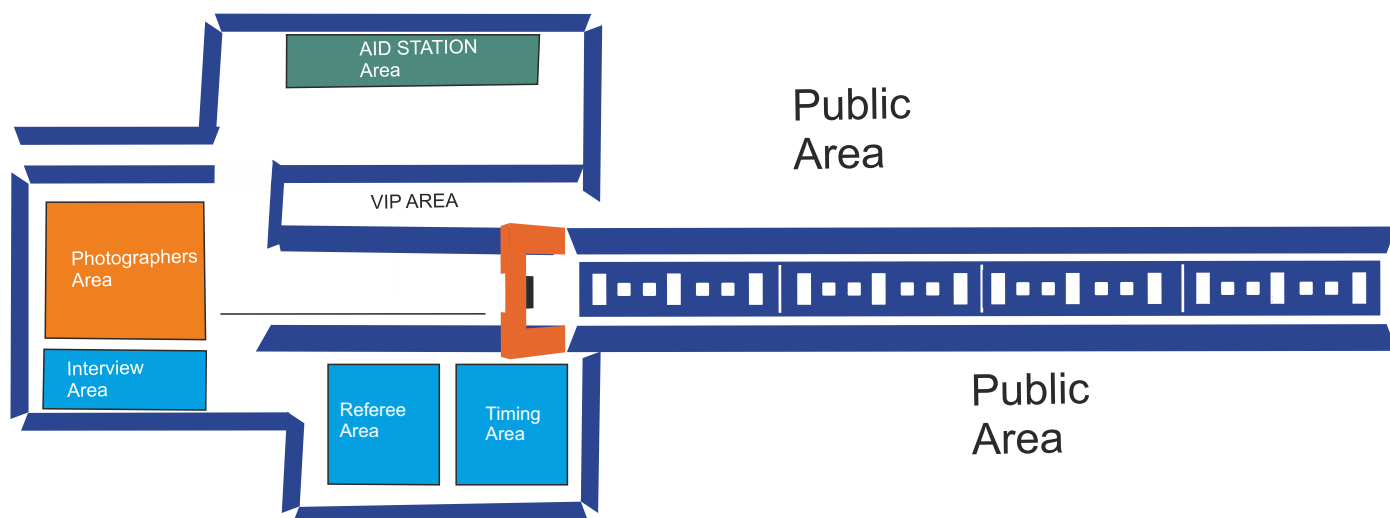 AID STATION
Area
Public
Area
VIP AREA
Photographers
Area
Interview
Area
Referee
Area
Timing
Area
Public
Area